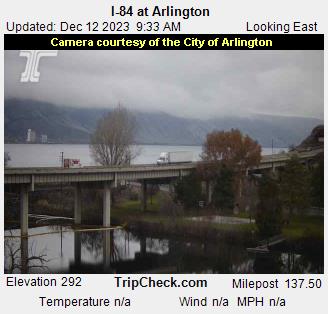 I-84 at Arlington
Updated: Dec 12 2023 9:33 AM Looking East
Camera courtesy of the City of Arlington
Elevation 292 TripCheck.com Milepost 137.50
Temperature n/a Wind n/a MPH n/a